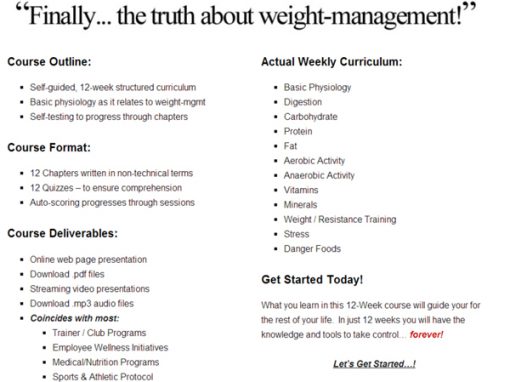 “Finally... the truth about weight-management!”
Course Outline:
Self-guided, 12-week structured curriculum
Basic physiology as it relates to weight-mgmt
Self-testing to progress through chapters
Course Format:
12 Chapters written in non-technical terms
12 Quizzes – to ensure comprehension
Auto-scoring progresses through sessions
Course Deliverables:
Online web page presentation
Download .pdf files
Streaming video presentations
Download .mp3 audio files
Coincides with most:
Trainer / Club Programs
Employee Wellness Initiatives
Medical/Nutrition Programs
Sports & Athletic Protocol
Actual Weekly Curriculum:
Basic Physiology
Digestion
Carbohydrate
Protein
Fat
Aerobic Activity
Anaerobic Activity
Vitamins
Minerals
Weight / Resistance Training
Stress
Danger Foods
Get Started Today!
What you learn in this 12-Week course will guide your for
the rest of your life.  In just 12 weeks you will have the
knowledge and tools to take control... forever!
Let’s Get Started…!